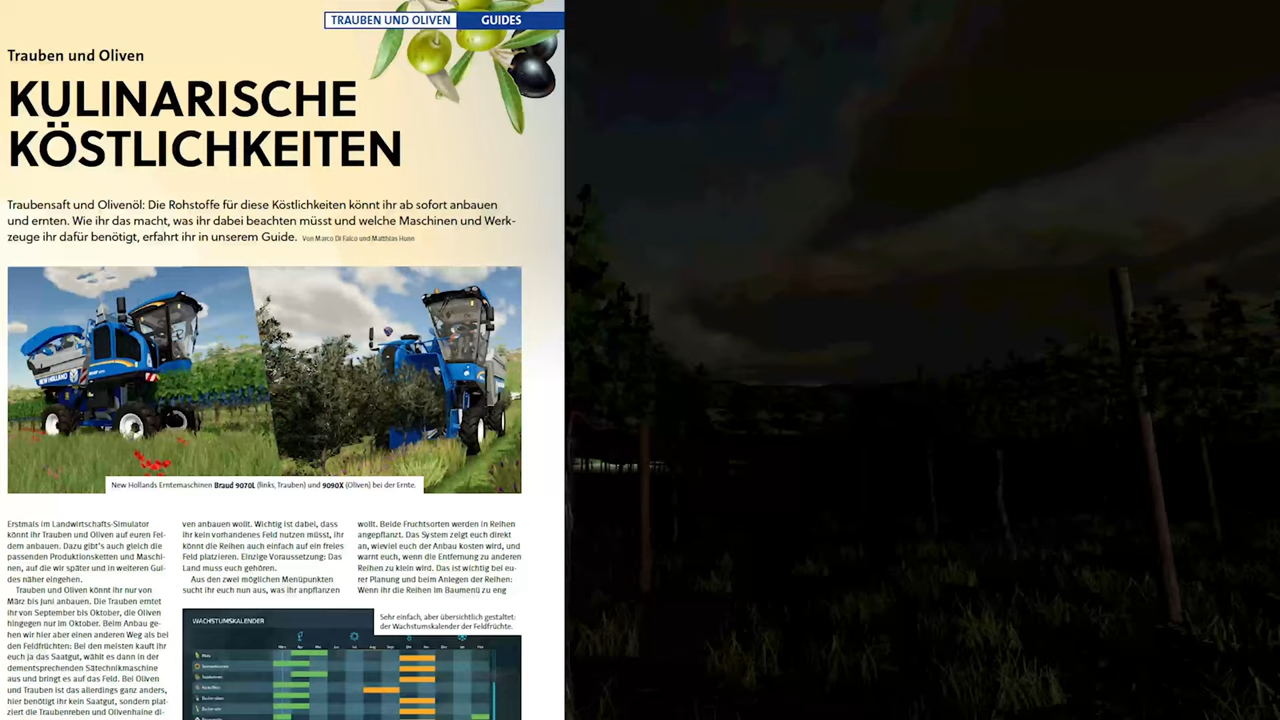 TRAUBEN UND OLIVEN GUIDES
Trauben und Oliven
KULINARISCHE
KÖSTLICHKEITEN
Traubensaft und Olivenöl: Die Rohstoffe für diese Köstlichkeiten könnt ihr ab sofort anbauen
und ernten. Wie ihr das macht, was ihr dabei beachten müsst und welche Maschinen und Werk-
zeuge ihr dafür benötigt, erfahrt ihr in unserem Guide. Von Marco Di Falco und Matthias Hunn
NEW HOLLAND
New Hollands Erntemaschinen Braud 9070L (links, Trauben) und 9090X (Oliven) bei der Ernte.
Erstmals im Landwirtschafts-Simulator
könnt ihr Trauben und Oliven auf euren Fel-
dern anbauen. Dazu gibt's auch gleich die
passenden Produktionsketten und Maschi-
nen, auf die wir später und in weiteren Gui-
des näher eingehen.
Trauben und Oliven könnt ihr nur von
März bis Juni anbauen. Die Trauben erntet
ihr von September bis Oktober, die Oliven
hingegen nur im Oktober. Beim Anbau ge-
hen wir hier aber einen anderen Weg als bei
den Feldfrüchten: Bei den meisten kauft ihr
euch ja das Saatgut, wählt es dann in der
dementsprechenden Sätechnikmaschine
aus und bringt es auf das Feld. Bei Oliven
und Trauben ist das allerdings ganz anders,
hier benötigt ihr kein Saatgut, sondern plat-
ziert die Traubenreben und Olivenhaine di-
ven anbauen wollt. Wichtig ist dabei, dass
ihr kein vorhandenes Feld nutzen müsst, ihr
könnt die Reihen auch einfach auf ein freies
Feld platzieren. Einzige Voraussetzung: Das
Land muss euch gehören.
Aus den zwei möglichen Menüpunkten
sucht ihr euch nun aus, was ihr anpflanzen
wollt. Beide Fruchtsorten werden in Reihen
angepflanzt. Das System zeigt euch direkt
an, wieviel euch der Anbau kosten wird, und
warnt euch, wenn die Entfernung zu anderen
Reihen zu klein wird. Das ist wichtig bei eu-
rer Planung und beim Anlegen der Reihen:
Wenn ihr die Reihen im Baumenü zu eng
WACHSTUMSKALENDER
Sehr einfach, aber übersichtlich gestaltet:
der Wachstumskalender der Feldfrüchte.